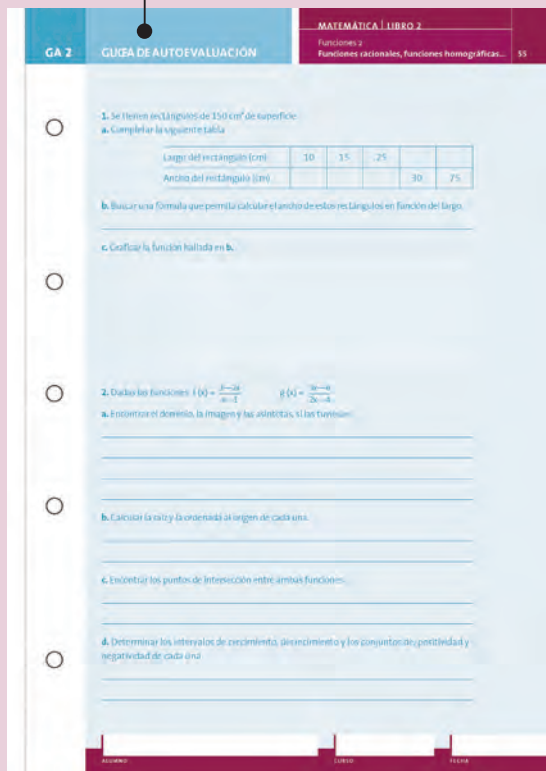 MATEMÁTICA | LIBRO 2
GA 2 GUÍA DE AUTOEVALUACIÓN
Funciones 2
Funciones racionales, funciones homográficas... 55
1. Se tienen rectángulos de 150 cm² de superficie
a. Completar la siguiente tabla
Largo del rectángulo (cm) 10 15 25
Ancho del rectángulo (cm) 30 75
b. Buscar una fórmula que permita calcular el ancho de estos rectángulos en función del largo.
c. Graficar la función hallada en b.
2. Dadas las funciones: f (x) = g (x) =
a. Encontrar el dominio, la imagen y las asíntotas, si las tuviesen.
b. Calcular la raíz y la ordenada al origen de cada una.
c. Encontrar los puntos de intersección entre ambas funciones.
d. Determinar los intervalos de crecimiento, decrecimiento y los conjuntos de positividad y
negatividad de cada una
ALUMNO CURSO FECHA